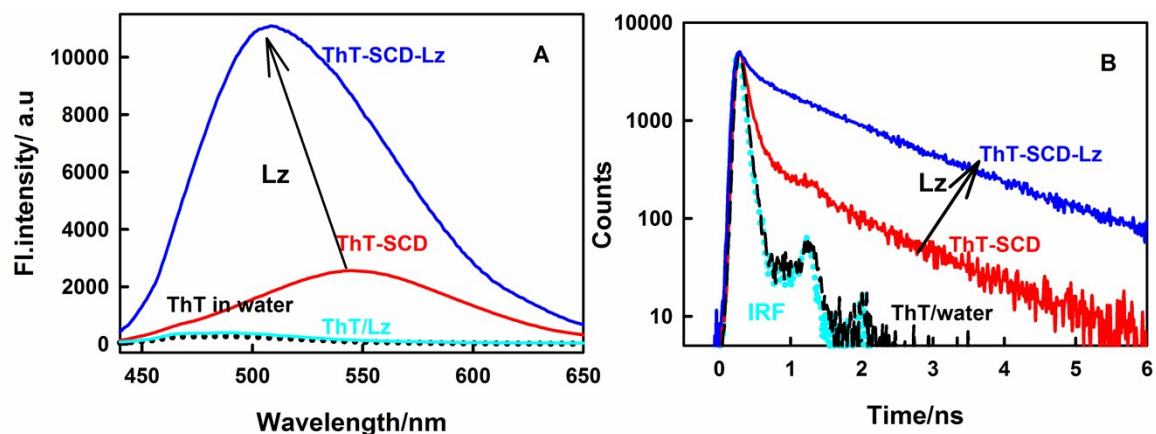 A
10000
8000
6000
4000
2000
0
Fl.intensity/ a.u
ThT-SCD-Lz
Lz
ThT-SCD
ThT in water
ThT/Lz
450 500 550 600 650
Wavelength/nm
B
10000
1000
100
10
Counts
ThT-SCD-Lz
Lz
ThT-SCD
IRF
ThT/water
0 1 2 3 4 5 6
Time/ns